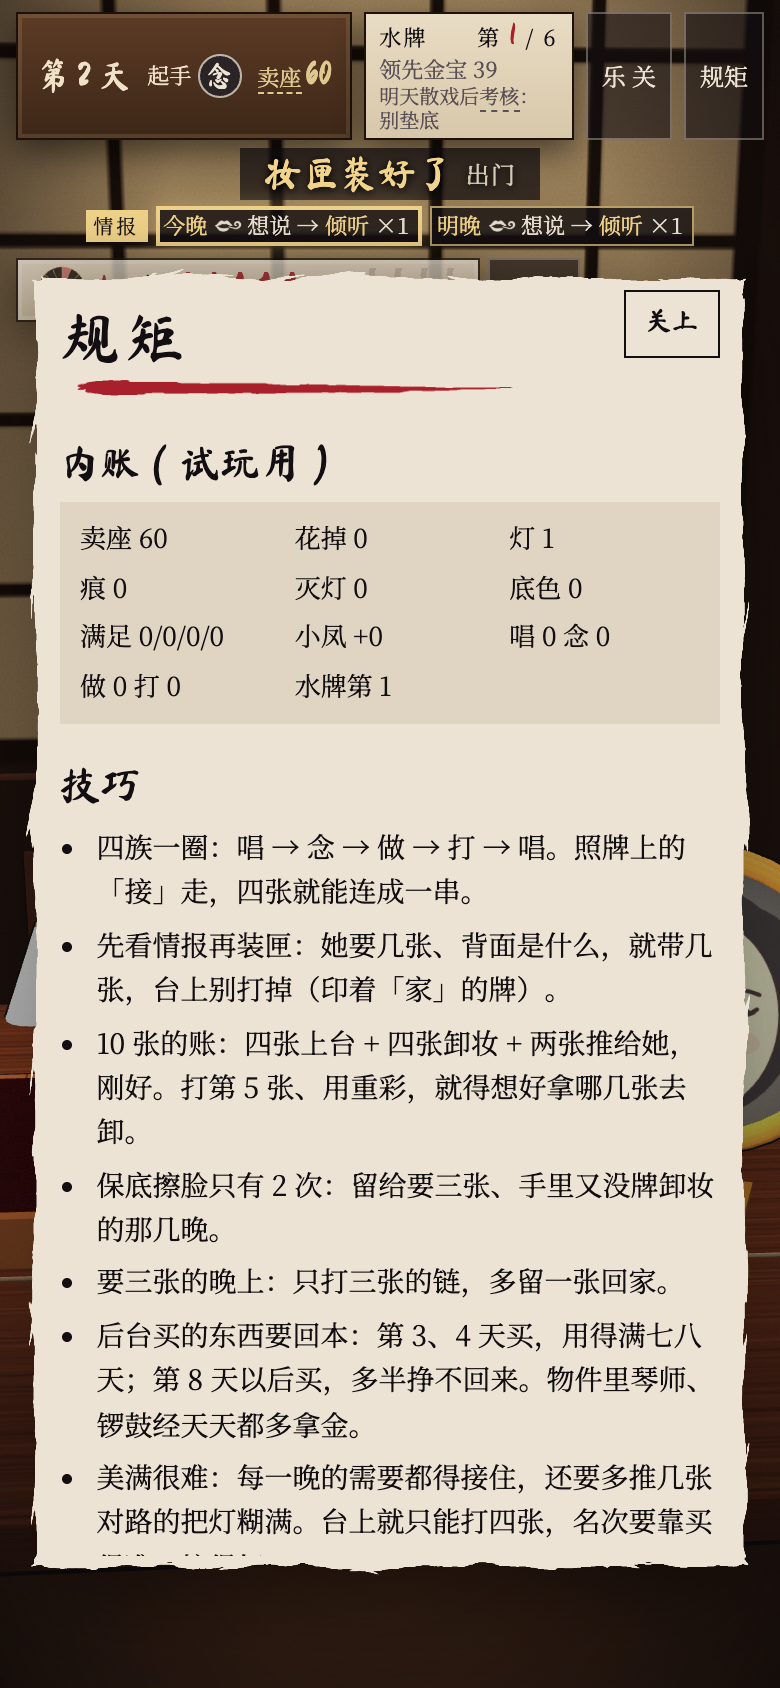 第 2 天 起手 念 卖座 60
水牌 第 1 / 6
领先金宝 39
明天散戏后考核：
别垫底
乐关
规矩
妆匣装好了 出门
情报 今晚 想说 → 倾听 ×1 明晚 想说 → 倾听 ×1
规矩
关上
内账（试玩用）
卖座 60 花掉 0 灯 1
痕 0 灭灯 0 底色 0
满足 0/0/0/0 小凤 +0 唱 0 念 0
做 0 打 0 水牌第 1
技巧
• 四族一圈：唱 → 念 → 做 → 打 → 唱。照牌上的
「接」走，四张就能连成一串。
• 先看情报再装匣：她要几张、背面是什么，就带几
张，台上别打掉（印着「家」的牌）。
• 10 张的账：四张上台 + 四张卸妆 + 两张推给她，
刚好。打第 5 张、用重彩，就得想好拿哪几张去
卸。
• 保底擦脸只有 2 次：留给要三张、手里又没牌卸妆
的那几晚。
• 要三张的晚上：只打三张的链，多留一张回家。
• 后台买的东西要回本：第 3、4 天买，用得满七八
天；第 8 天以后买，多半挣不回来。物件里琴师、
锣鼓经天天都多拿金。
• 美满很难：每一晚的需要都得接住，还要多推几张
对路的把灯糊满。台上就只能打四张，名次要靠买